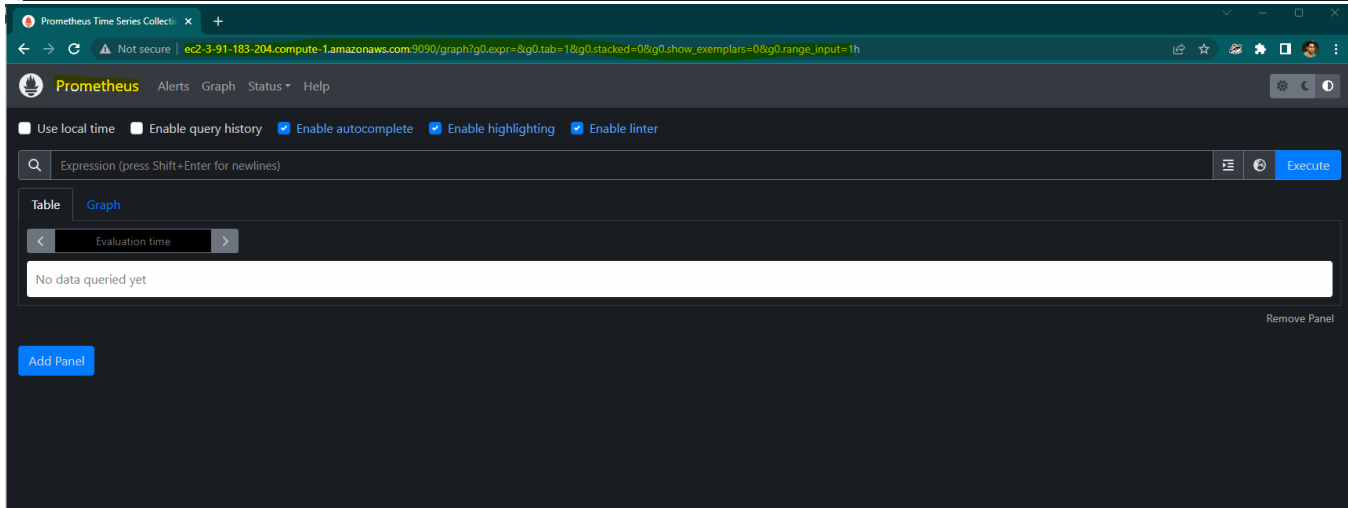 Prometheus Time Series Collectic
Not secure | ec2-3-91-183-204.compute-1.amazonaws.com:9090/graph?g0.expr=&g0.tab=1&g0.stacked=0&g0.show_exemplars=0&g0.range_input=1h
Prometheus Alerts Graph Status Help
Use local time Enable query history Enable autocomplete Enable highlighting Enable linter
Expression (press Shift+Enter for newlines) Execute
Table Graph
Evaluation time
No data queried yet
Remove Panel
Add Panel